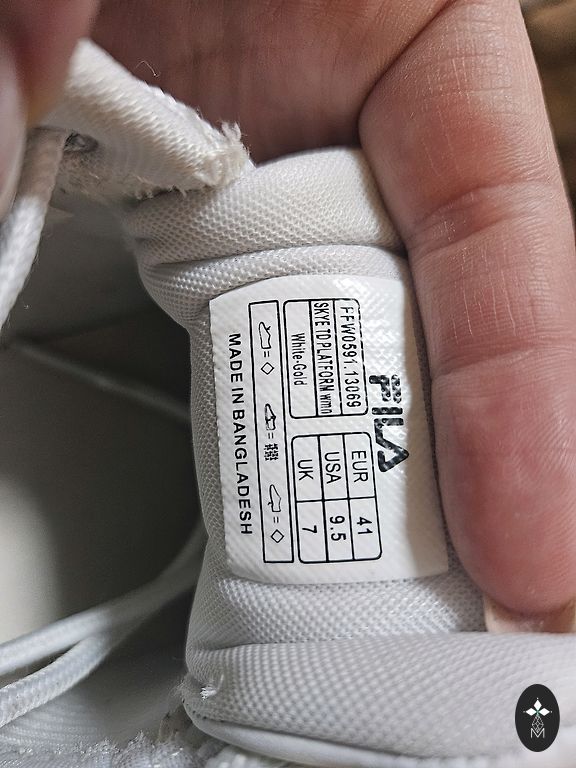 FILA
FFW0591.13069
SKYE TD PLATFORM wmn
White-Gold
EUR 41
USA 9.5
UK 7
= ◇
=
= ◇
MADE IN BANGLADESH
M